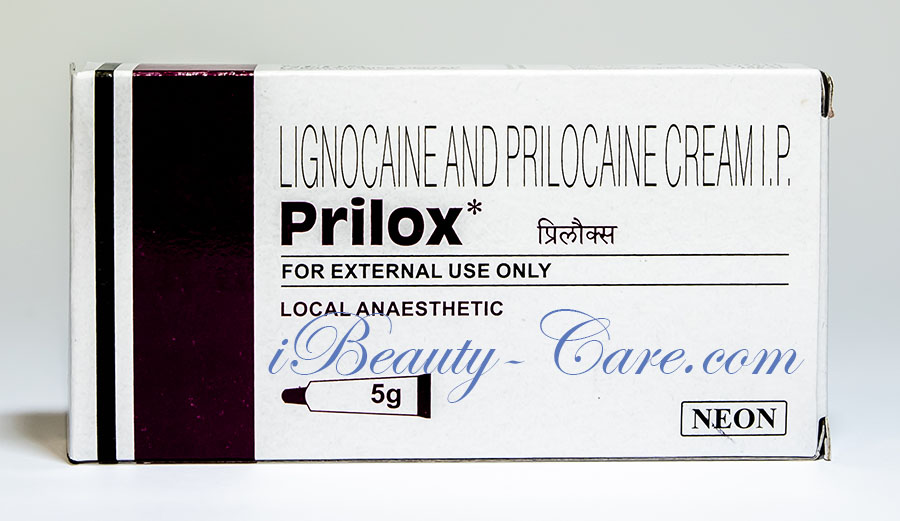 LIGNOCAINE AND PRILOCAINE CREAM I.P.
Prilox* प्रिलौक्स
FOR EXTERNAL USE ONLY
LOCAL ANAESTHETIC
iBeauty-Care.com
5g
NEON